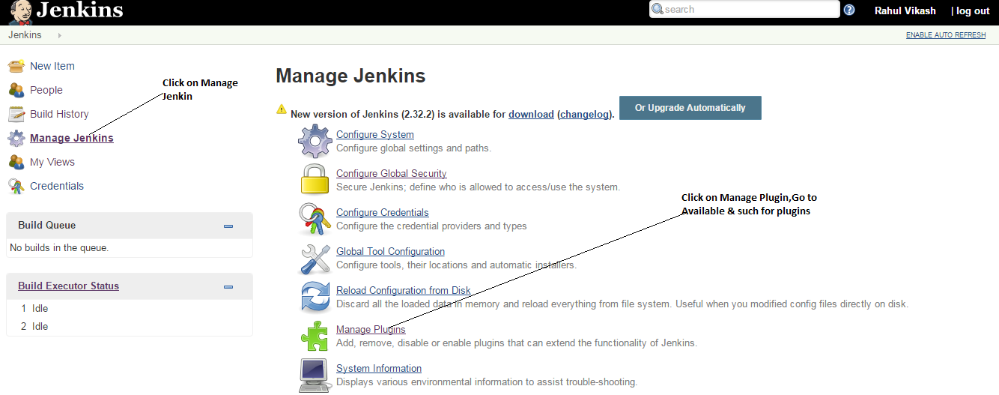 Jenkins
search
Rahul Vikash
| log out
Jenkins
ENABLE AUTO REFRESH
New Item
People
Build History
Manage Jenkins
My Views
Credentials
Click on Manage
Jenkin
Build Queue
No builds in the queue.
Build Executor Status
1 Idle
2 Idle
Manage Jenkins
New version of Jenkins (2.32.2) is available for download (changelog).
Or Upgrade Automatically
Configure System
Configure global settings and paths.
Configure Global Security
Secure Jenkins; define who is allowed to access/use the system.
Configure Credentials
Configure the credential providers and types
Global Tool Configuration
Configure tools, their locations and automatic installers.
Reload Configuration from Disk
Discard all the loaded data in memory and reload everything from file system. Useful when you modified config files directly on disk.
Manage Plugins
Add, remove, disable or enable plugins that can extend the functionality of Jenkins.
System Information
Displays various environmental information to assist trouble-shooting.
Click on Manage Plugin,Go to
Available & such for plugins